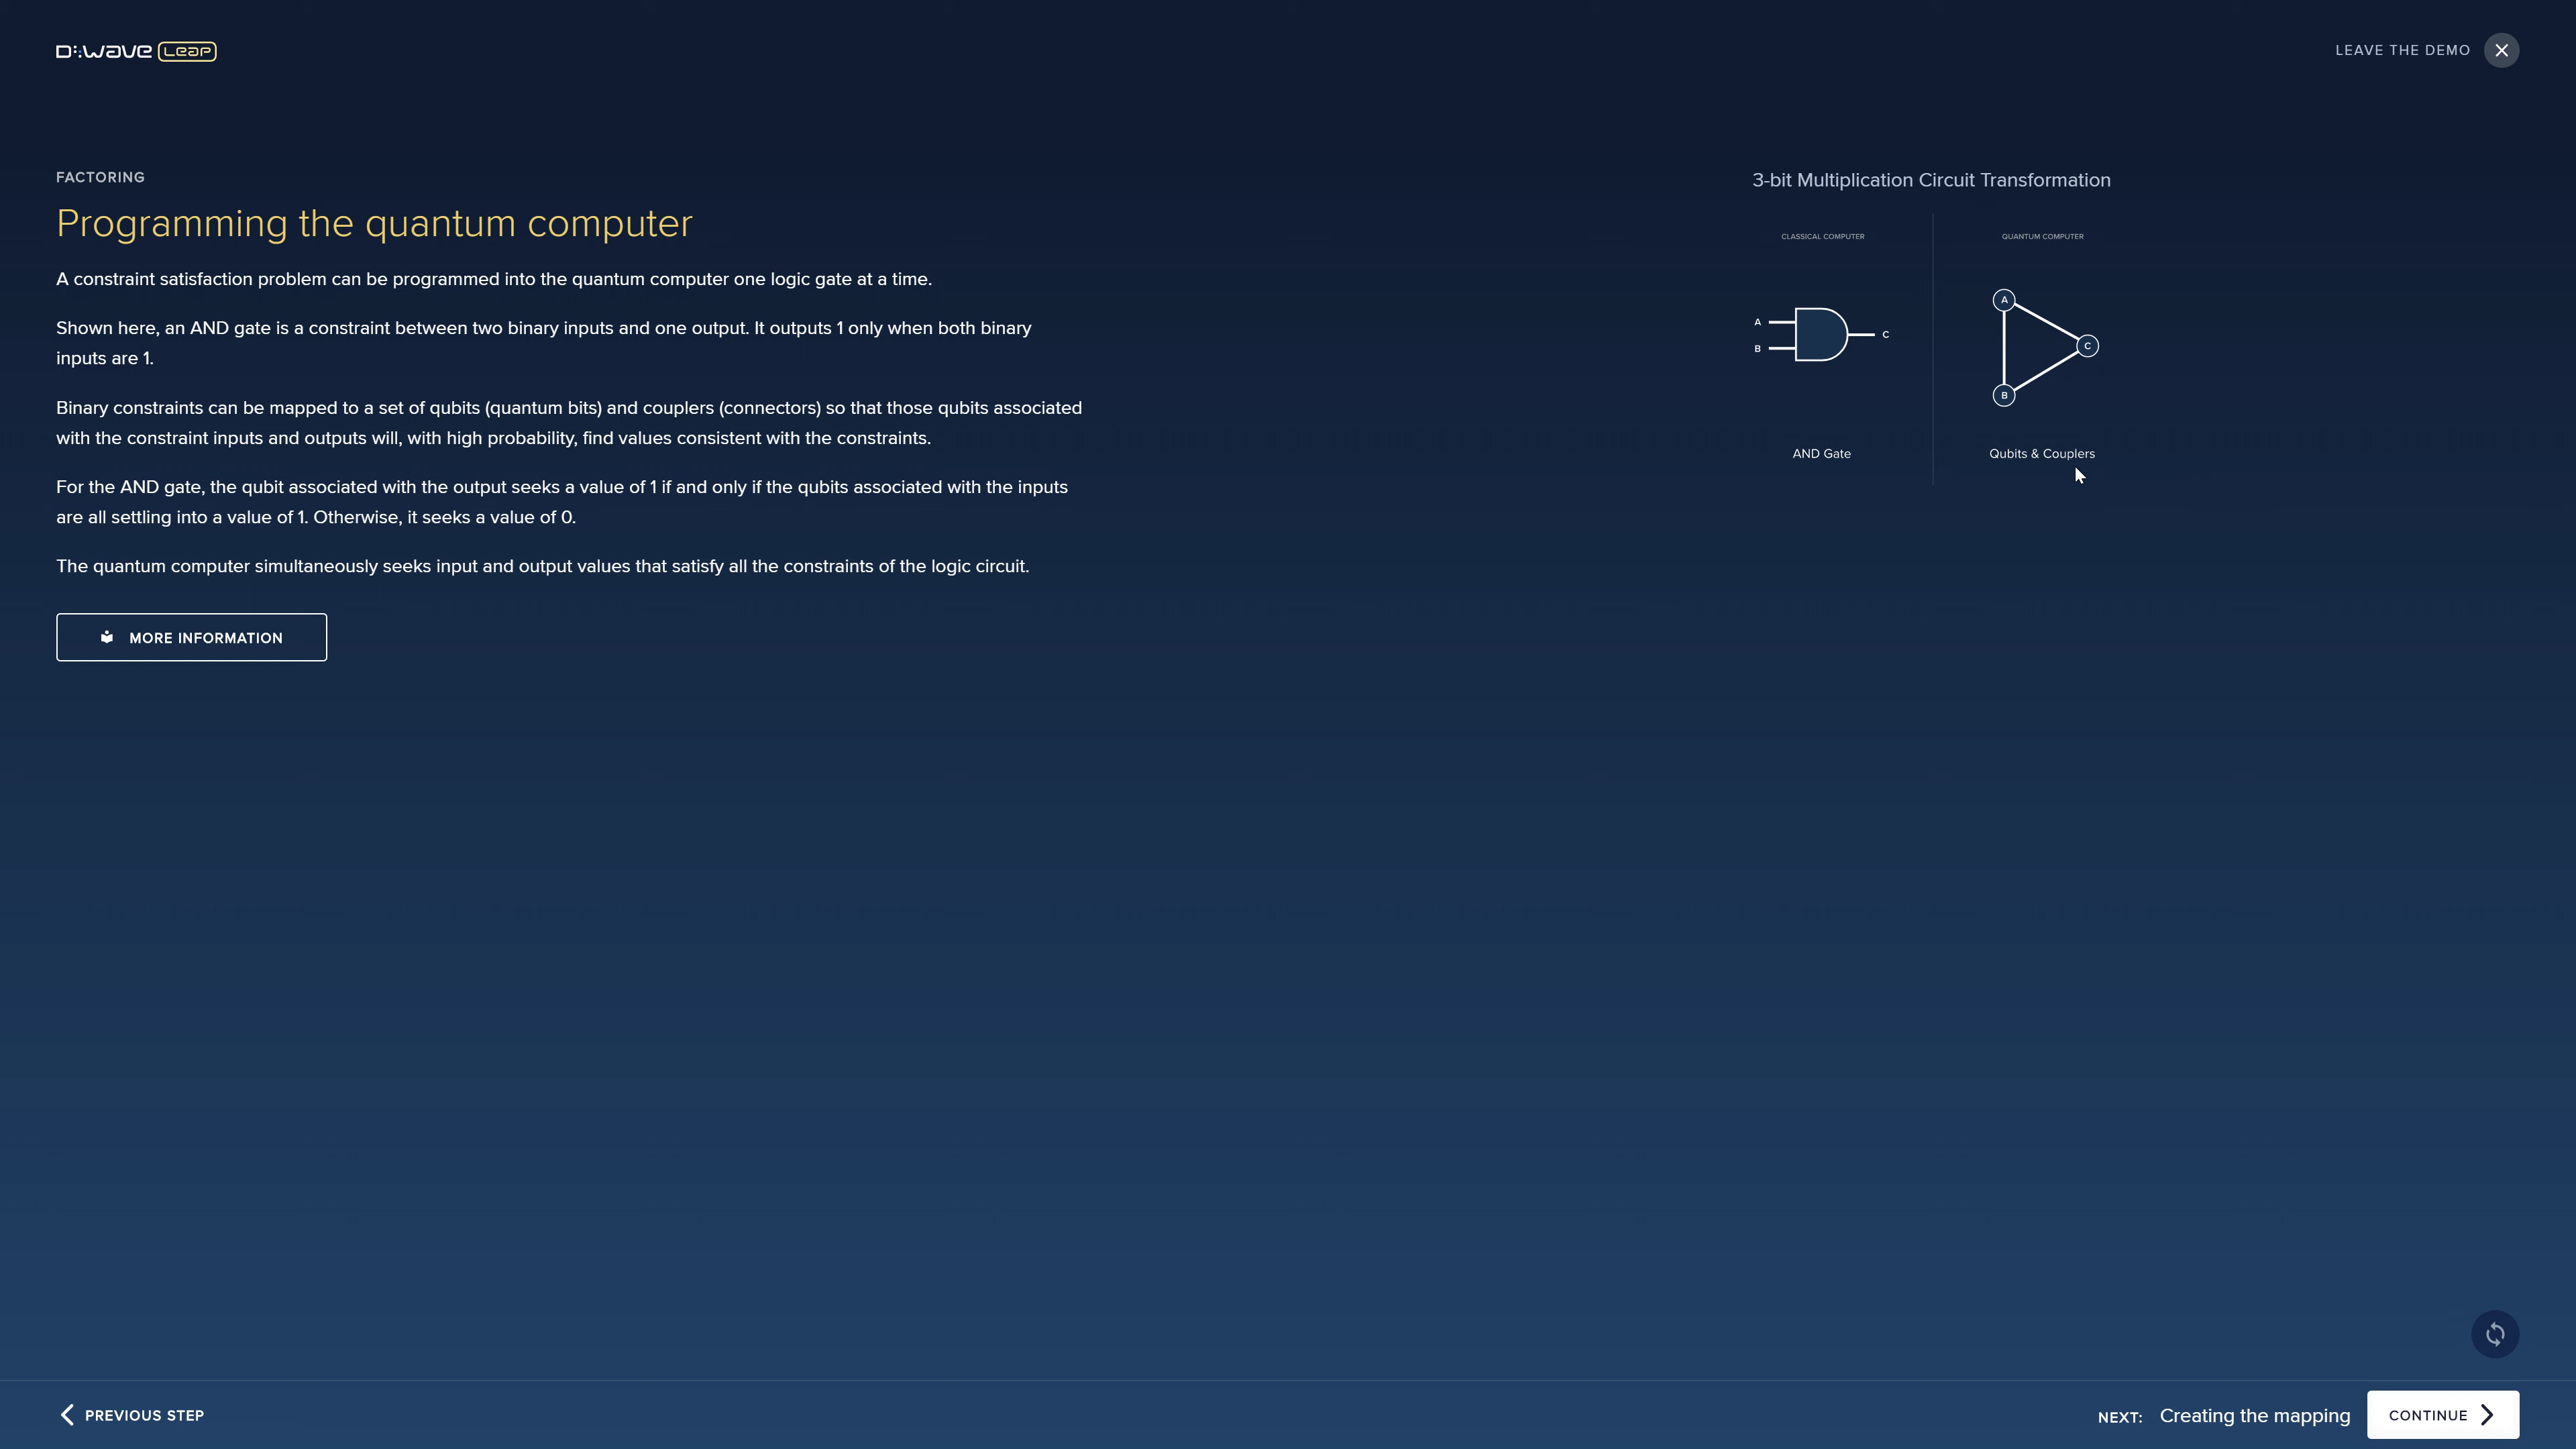 D:Wave Leap
LEAVE THE DEMO
FACTORING
Programming the quantum computer
A constraint satisfaction problem can be programmed into the quantum computer one logic gate at a time.
Shown here, an AND gate is a constraint between two binary inputs and one output. It outputs 1 only when both binary
inputs are 1.
Binary constraints can be mapped to a set of qubits (quantum bits) and couplers (connectors) so that those qubits associated
with the constraint inputs and outputs will, with high probability, find values consistent with the constraints.
For the AND gate, the qubit associated with the output seeks a value of 1 if and only if the qubits associated with the inputs
are all settling into a value of 1. Otherwise, it seeks a value of 0.
The quantum computer simultaneously seeks input and output values that satisfy all the constraints of the logic circuit.
MORE INFORMATION
3-bit Multiplication Circuit Transformation
CLASSICAL COMPUTER
A
B
C
AND Gate
QUANTUM COMPUTER
A
C
B
Qubits & Couplers
PREVIOUS STEP
NEXT: Creating the mapping
CONTINUE